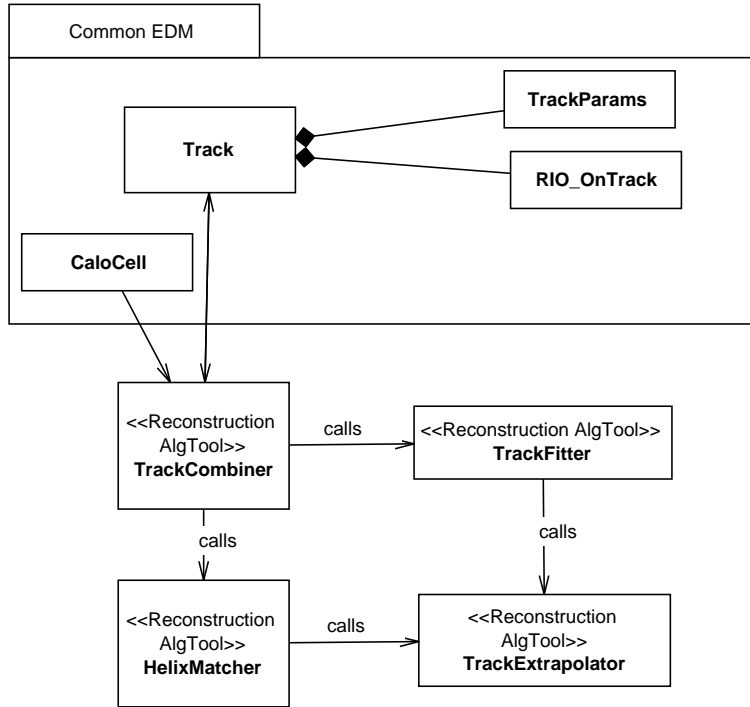 Common EDM
TrackParams
Track
RIO_OnTrack
CaloCell
<<Reconstruction
AlgTool>>
TrackCombiner
calls
<<Reconstruction AlgTool>>
TrackFitter
calls
calls
<<Reconstruction
AlgTool>>
HelixMatcher
calls
<<Reconstruction
AlgTool>>
TrackExtrapolator